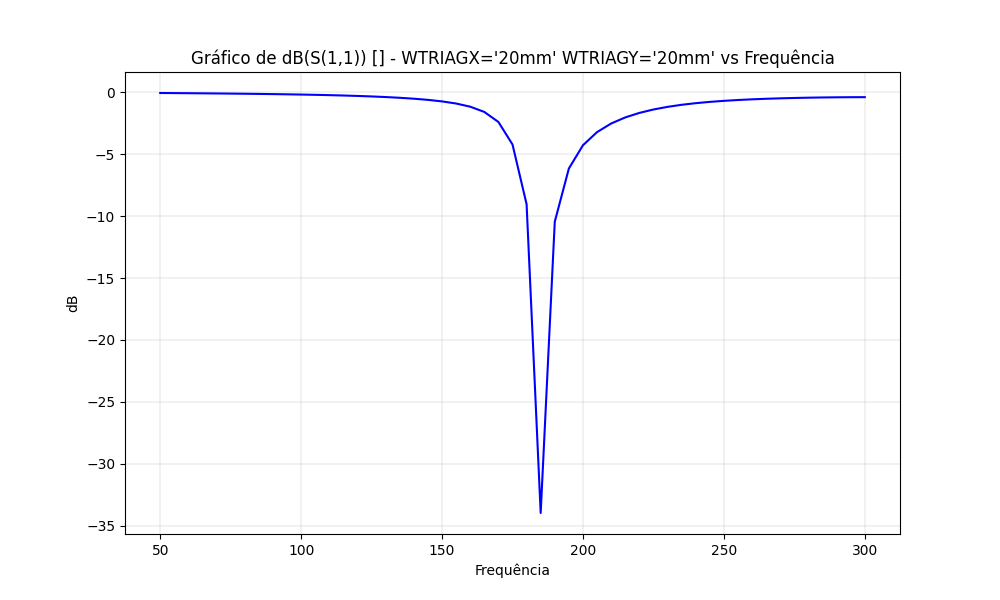 Gráfico de dB(S(1,1)) [] - WTRIAGX='20mm' WTRIAGY='20mm' vs Frequência
0
−5
−10
−15
−20
−25
−30
−35
dB
50 100 150 200 250 300
Frequência